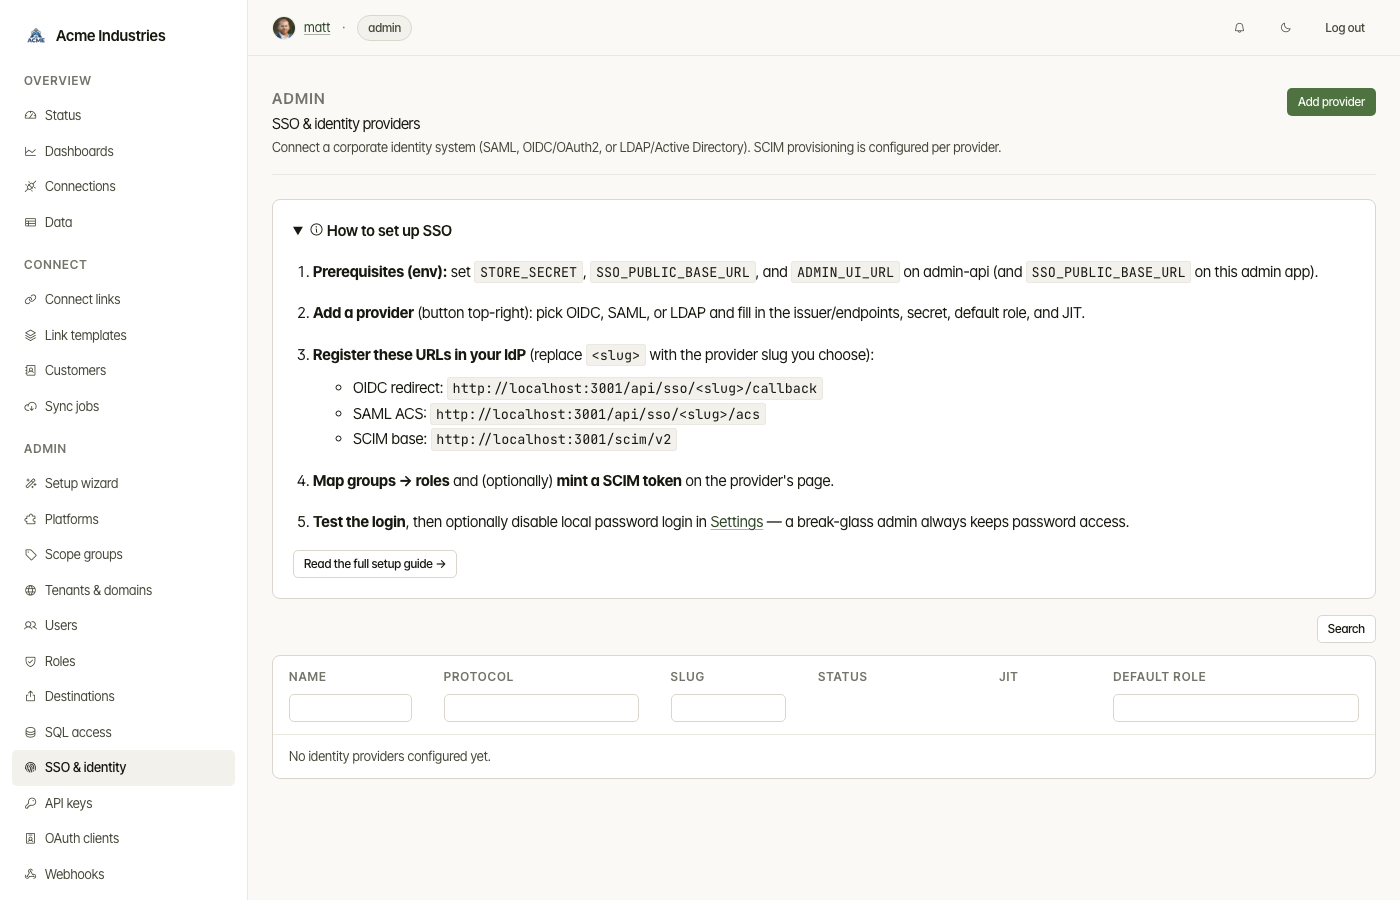 ACME
Acme Industries
matt · admin
Log out
OVERVIEW
Status
Dashboards
Connections
Data
CONNECT
Connect links
Link templates
Customers
Sync jobs
ADMIN
Setup wizard
Platforms
Scope groups
Tenants & domains
Users
Roles
Destinations
SQL access
SSO & identity
API keys
OAuth clients
Webhooks
ADMIN
SSO & identity providers
Connect a corporate identity system (SAML, OIDC/OAuth2, or LDAP/Active Directory). SCIM provisioning is configured per provider.
Add provider
How to set up SSO
1. Prerequisites (env): set STORE_SECRET, SSO_PUBLIC_BASE_URL, and ADMIN_UI_URL on admin-api (and SSO_PUBLIC_BASE_URL on this admin app).
2. Add a provider (button top-right): pick OIDC, SAML, or LDAP and fill in the issuer/endpoints, secret, default role, and JIT.
3. Register these URLs in your IdP (replace <slug> with the provider slug you choose):
OIDC redirect: http://localhost:3001/api/sso/<slug>/callback
SAML ACS: http://localhost:3001/api/sso/<slug>/acs
SCIM base: http://localhost:3001/scim/v2
4. Map groups → roles and (optionally) mint a SCIM token on the provider's page.
5. Test the login, then optionally disable local password login in Settings — a break-glass admin always keeps password access.
Read the full setup guide →
Search
NAME PROTOCOL SLUG STATUS JIT DEFAULT ROLE
No identity providers configured yet.